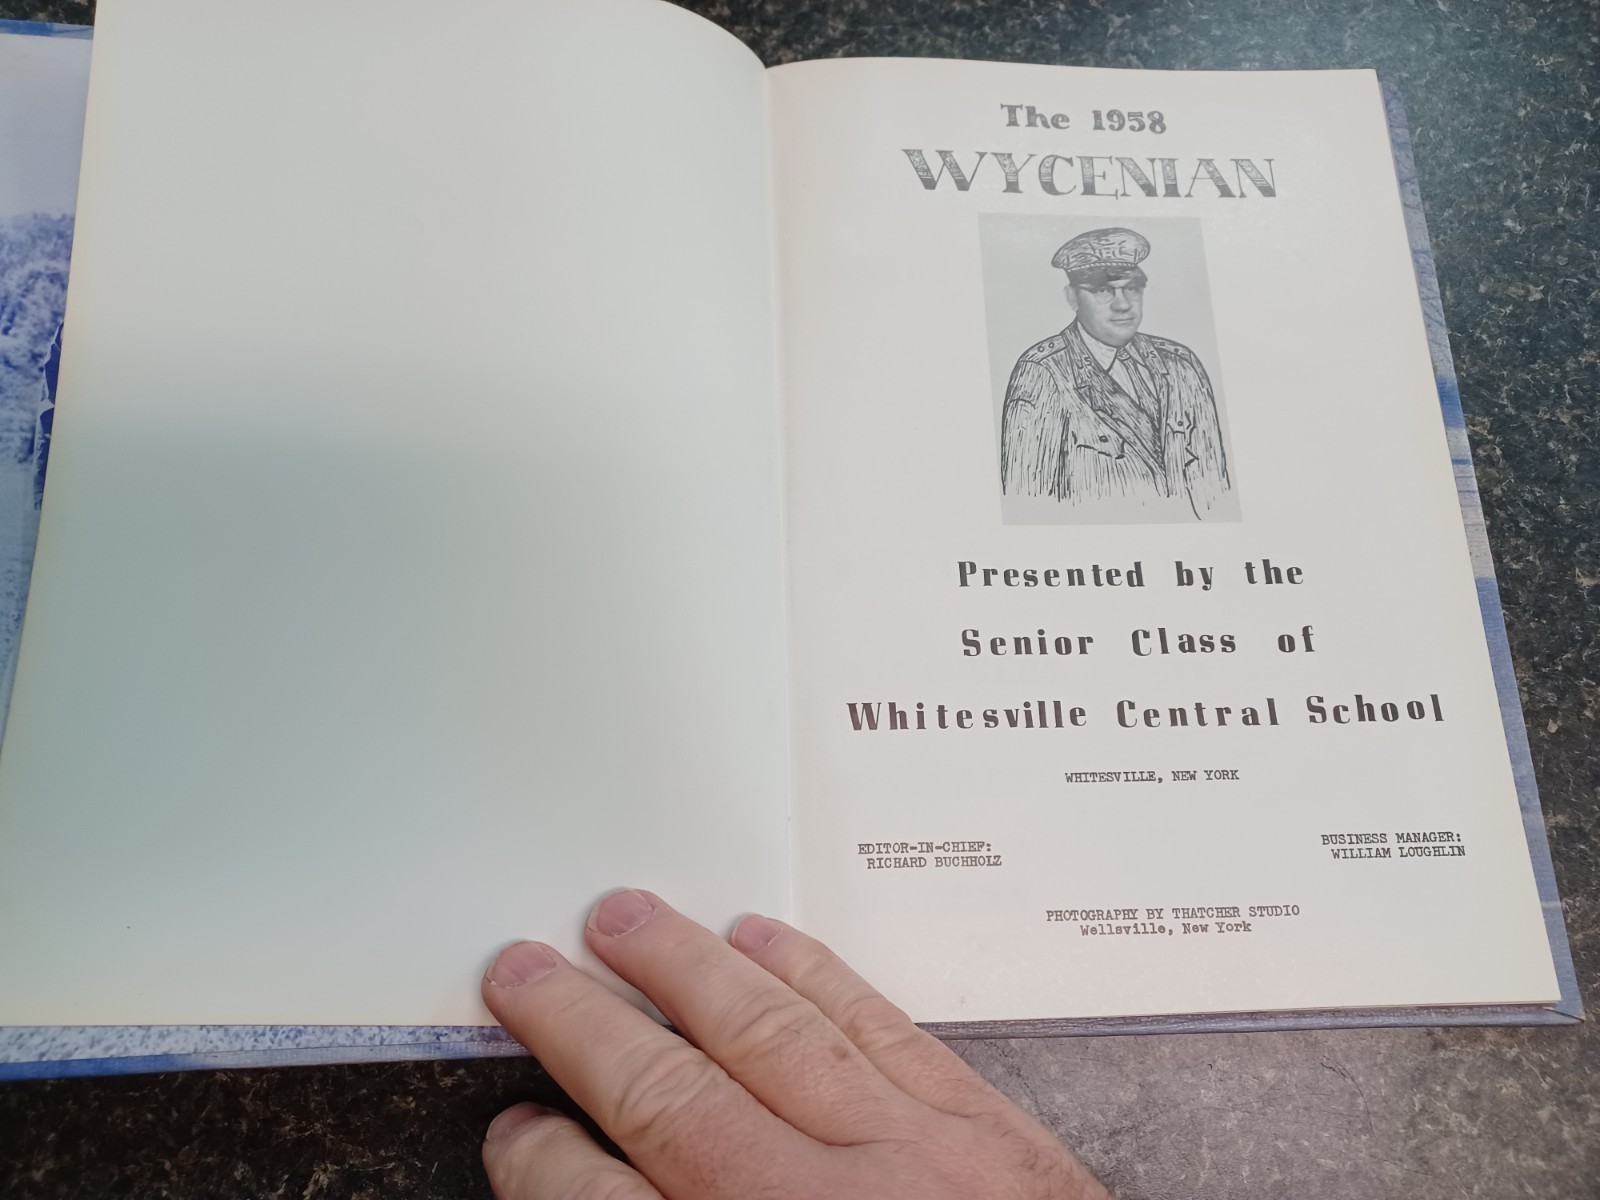 The 1958
WYCENIAN
U.S.
U.S.
Presented by the
Senior Class of
Whitesville Central School
WHITESVILLE, NEW YORK
EDITOR-IN-CHIEF:
RICHARD BUCHHOLZ
BUSINESS MANAGER:
WILLIAM LOUGHLIN
PHOTOGRAPHY BY THATCHER STUDIO
Wellsville, New York